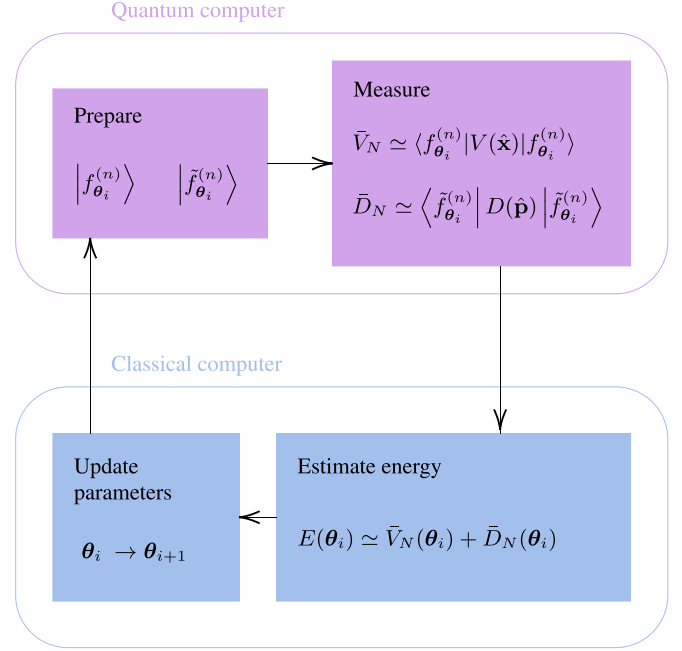 Quantum computer
Prepare
|f_{θ_i}^{(n)}⟩ |f̃_{θ_i}^{(n)}⟩
Measure
V̄_N ≃ ⟨f_{θ_i}^{(n)}|V(x̂)|f_{θ_i}^{(n)}⟩
D̄_N ≃ ⟨f̃_{θ_i}^{(n)}| D(p̂) |f̃_{θ_i}^{(n)}⟩
Classical computer
Update
parameters
θ_i → θ_{i+1}
Estimate energy
E(θ_i) ≃ V̄_N(θ_i) + D̄_N(θ_i)